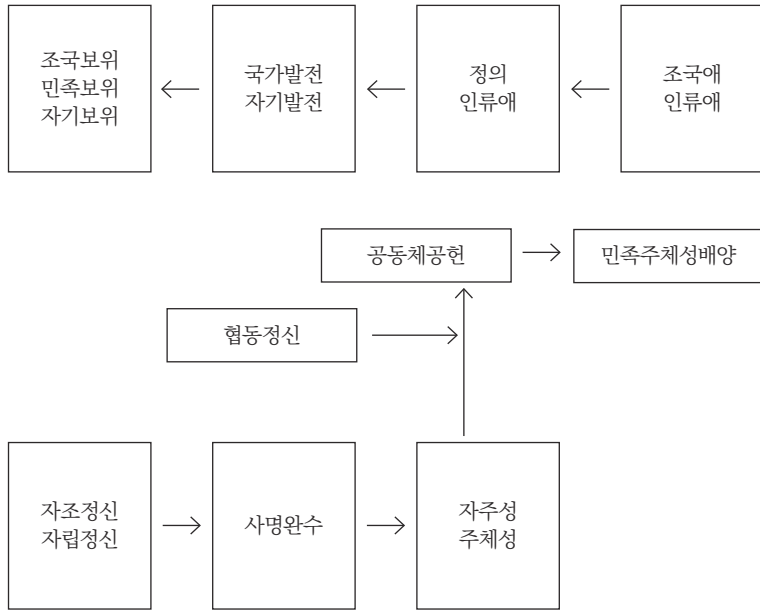 조국보위
민족보위
자기보위
국가발전
자기발전
정의
인류애
조국애
인류애
공동체공헌
민족주체성배양
협동정신
자조정신
자립정신
사명완수
자주성
주체성